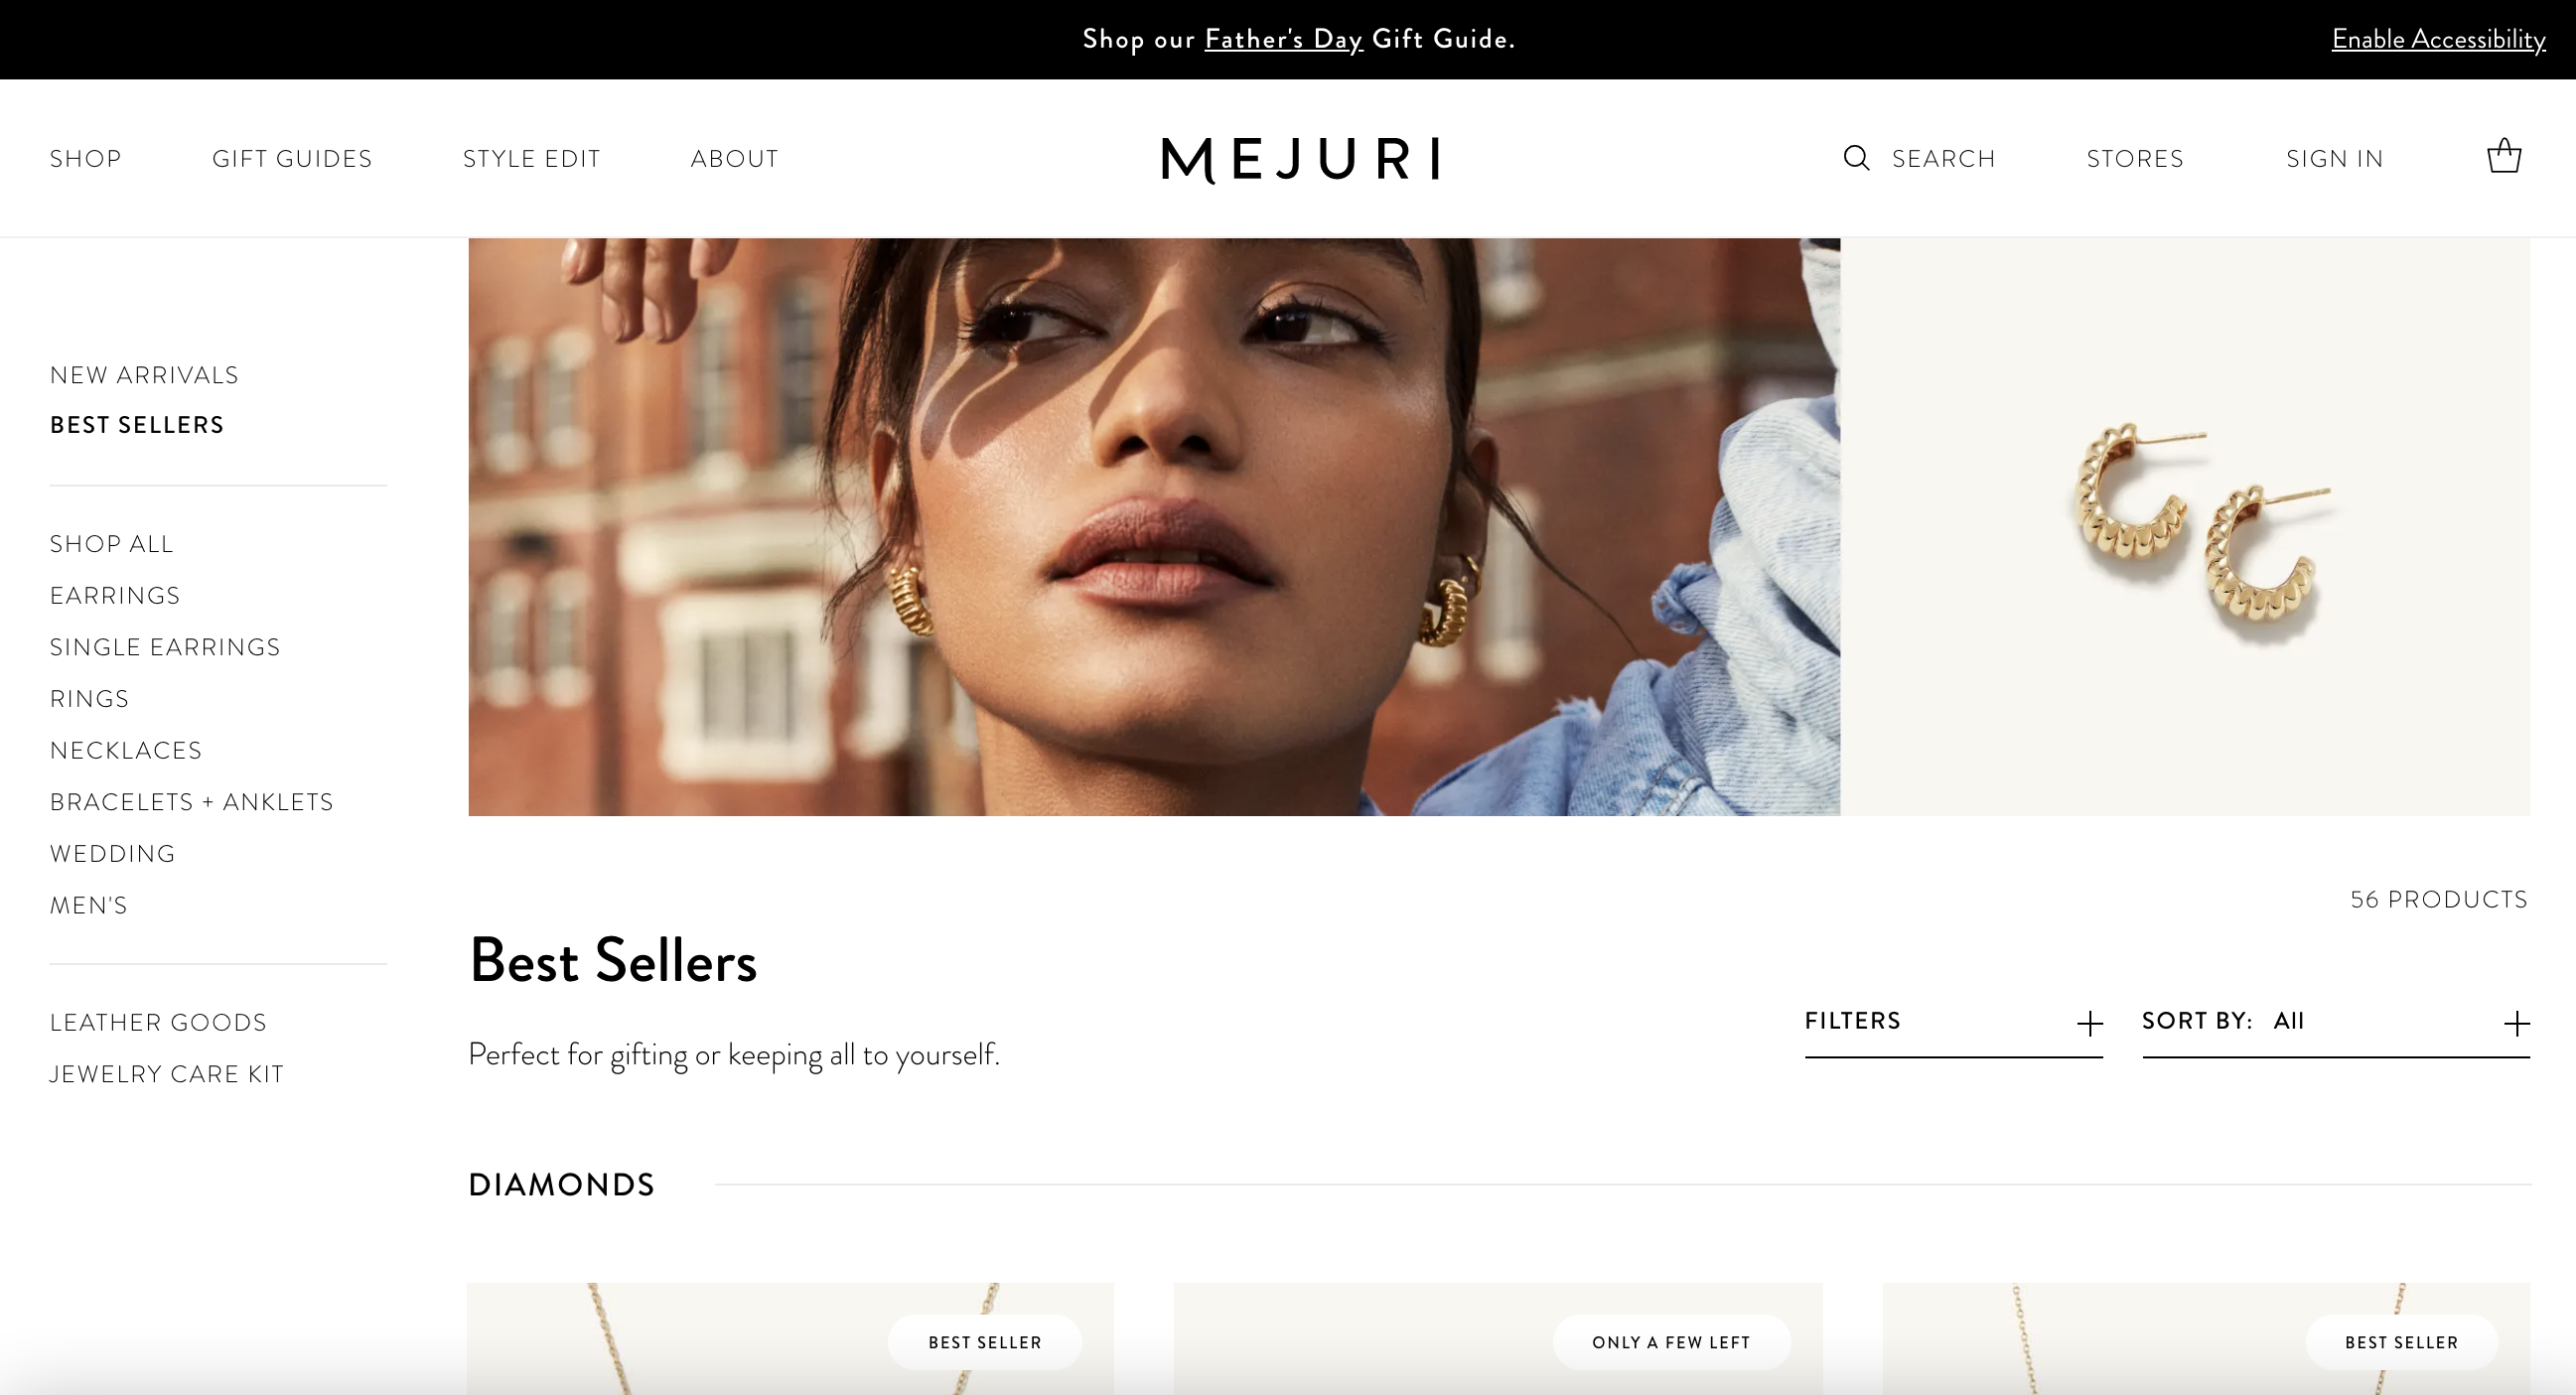 Shop our Father's Day Gift Guide.
Enable Accessibility
SHOP
GIFT GUIDES
STYLE EDIT
ABOUT
MEJURI
SEARCH
STORES
SIGN IN
NEW ARRIVALS
BEST SELLERS
SHOP ALL
EARRINGS
SINGLE EARRINGS
RINGS
NECKLACES
BRACELETS + ANKLETS
WEDDING
MEN'S
LEATHER GOODS
JEWELRY CARE KIT
56 PRODUCTS
Best Sellers
Perfect for gifting or keeping all to yourself.
FILTERS
SORT BY: All
DIAMONDS
BEST SELLER
ONLY A FEW LEFT
BEST SELLER